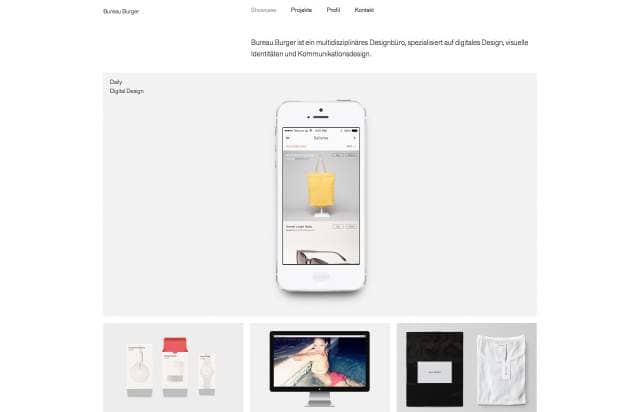 Bureau Burger
Showcase
Projekte
Profil
Kontakt
Bureau Burger ist ein multidisziplinäres Designbüro, spezialisiert auf digitales Design, visuelle
Identitäten und Kommunikationsdesign.
Daily
Digital Design